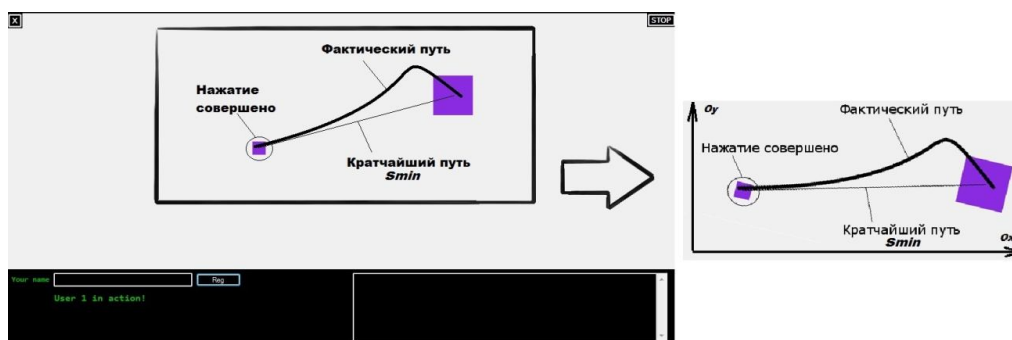 X
STOP
Фактический путь
Нажатие
совершено
Кратчайший путь
Smin
Your name
Reg
User 1 in action!
Oy
Фактический путь
Нажатие совершено
Кратчайший путь
Smin
Ox